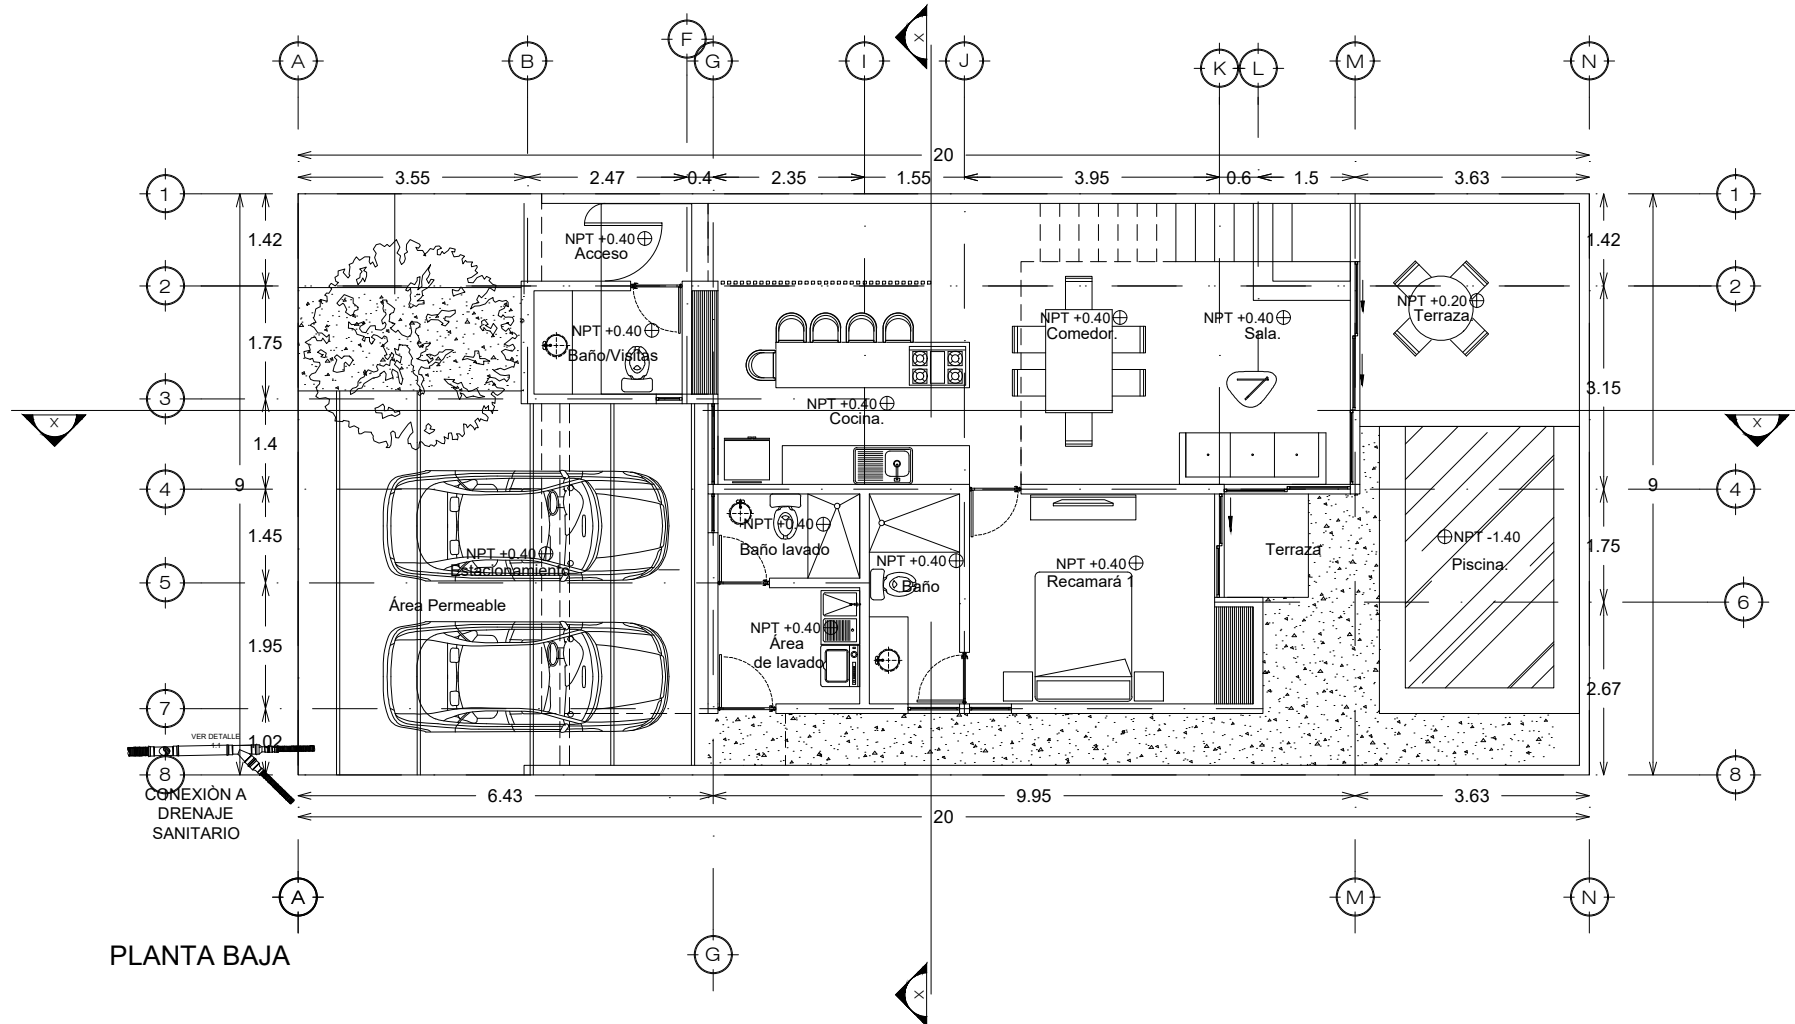 F
A
B
G
I
J
K
L
M
N
X
20
3.55
2.47
0.4
2.35
1.55
3.95
0.6
1.5
3.63
1
1
1.42
NPT +0.40
Acceso
1.42
2
2
NPT +0.20
Terraza
NPT +0.40
Baño/Visitas
NPT +0.40
Comedor.
NPT +0.40
Sala.
1.75
3
3.15
NPT +0.40
Cocina.
X
X
1.4
9
4
9
4
NPT +0.40
Baño lavado
1.45
NPT +0.40
Estacionamiento
NPT +0.40
Baño
NPT +0.40
Recamará 1
Terraza
NPT -1.40
Piscina.
1.75
5
6
Área Permeable
NPT +0.40
Área
de lavado
1.95
2.67
7
VER DETALLE
1.1
1.02
8
8
CONEXIÒN A
DRENAJE
SANITARIO
6.43
9.95
3.63
20
A
M
N
G
X
PLANTA BAJA